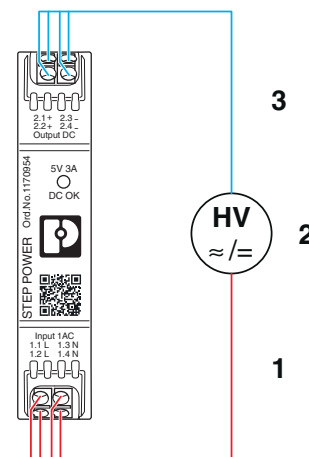 2.1+ 2.3−
2.2+ 2.4−
Output DC
5V 3A
DC OK
STEP POWER Ord.No.1170954
Input 1AC
1.1 L 1.3 N
1.2 L 1.4 N
3
HV
≈/=
2
1